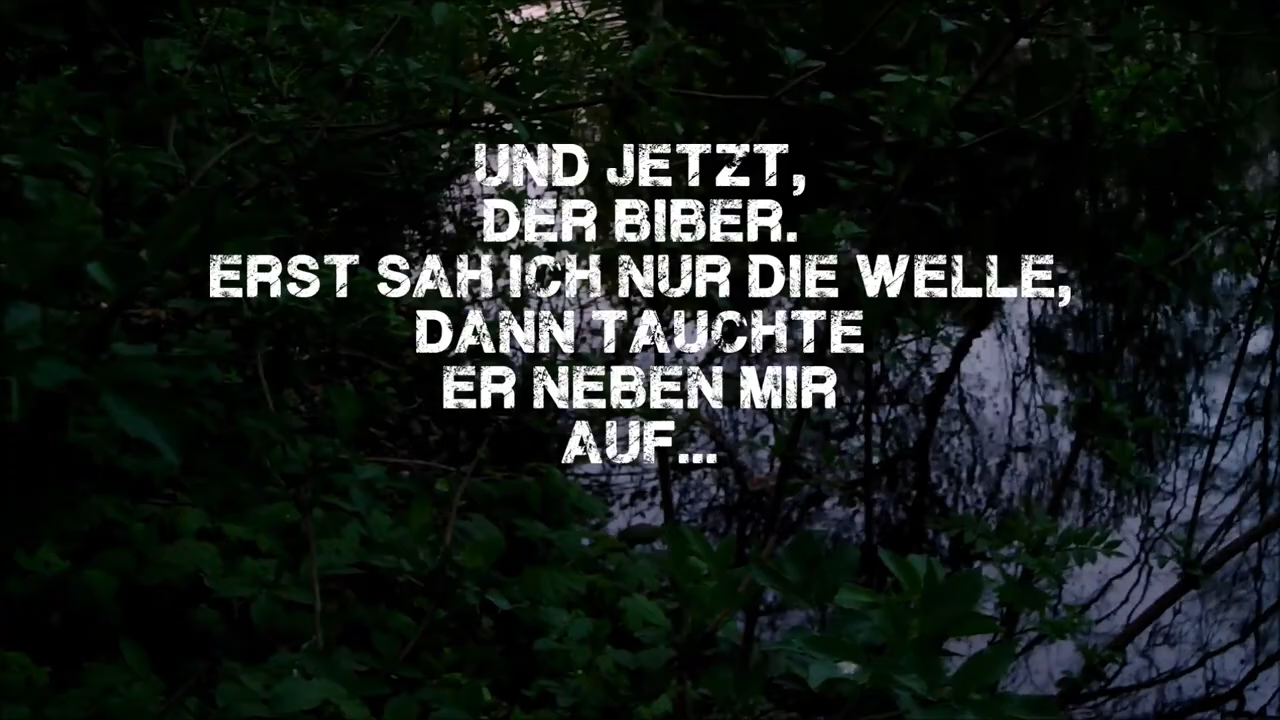 UND JETZT,
DER BIBER.
ERST SAH ICH NUR DIE WELLE,
DANN TAUCHTE
ER NEBEN MIR
AUF...